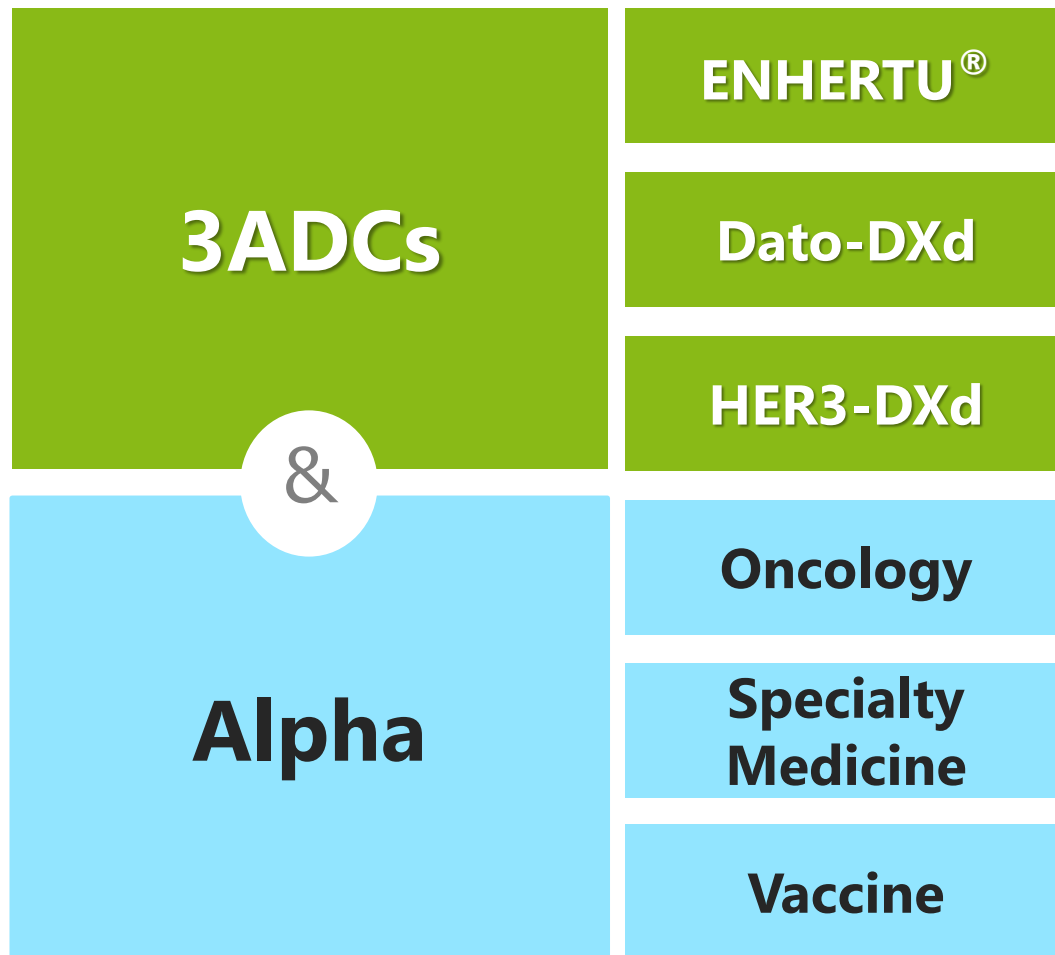 3ADCs
&
Alpha
ENHERTU®
Dato-DXd
HER3-DXd
Oncology
Specialty
Medicine
Vaccine